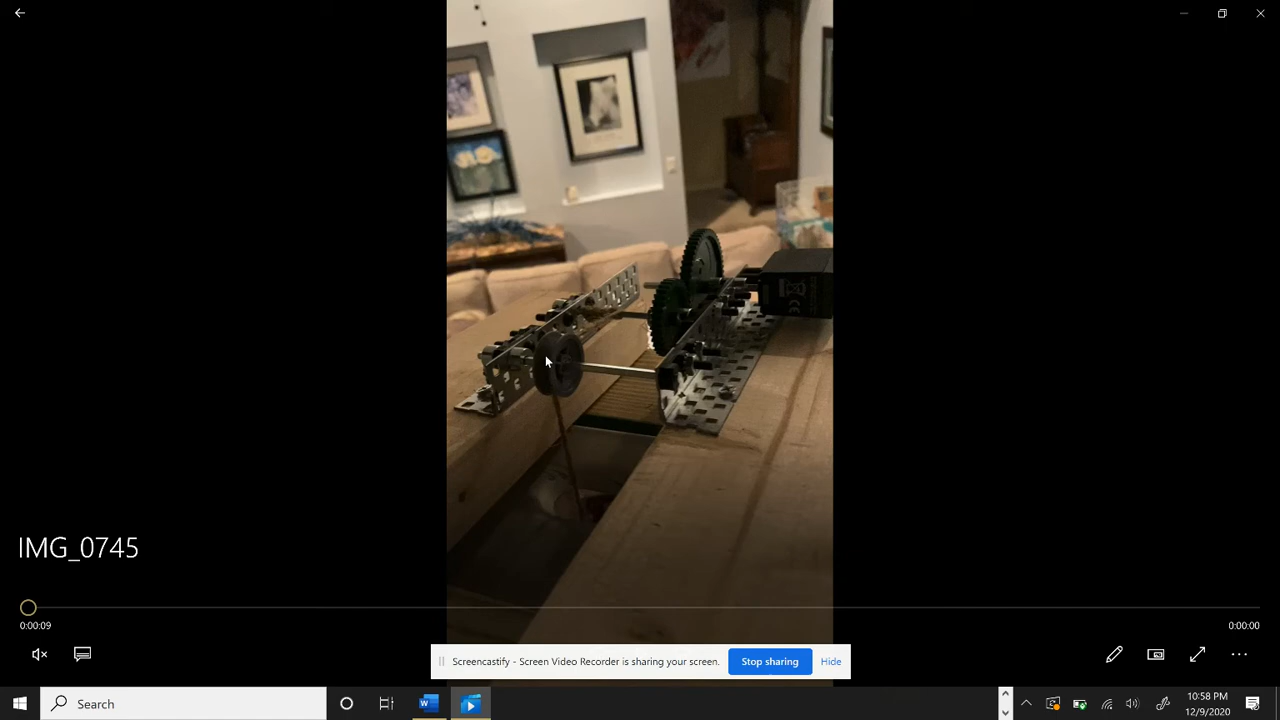 IMG_0745
0:00:09
0:00:00
Screencastify - Screen Video Recorder is sharing your screen.
Stop sharing
Hide
Search
10:58 PM
12/9/2020